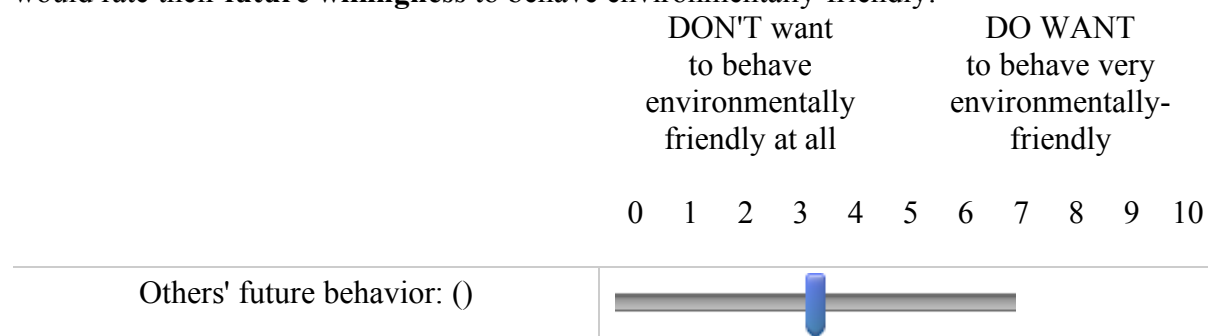 would rate their future willingness to behave environmentally-friendly?
DON'T want DO WANT
to behave to behave very
environmentally environmentally-
friendly at all friendly
0 1 2 3 4 5 6 7 8 9 10
Others' future behavior: ()